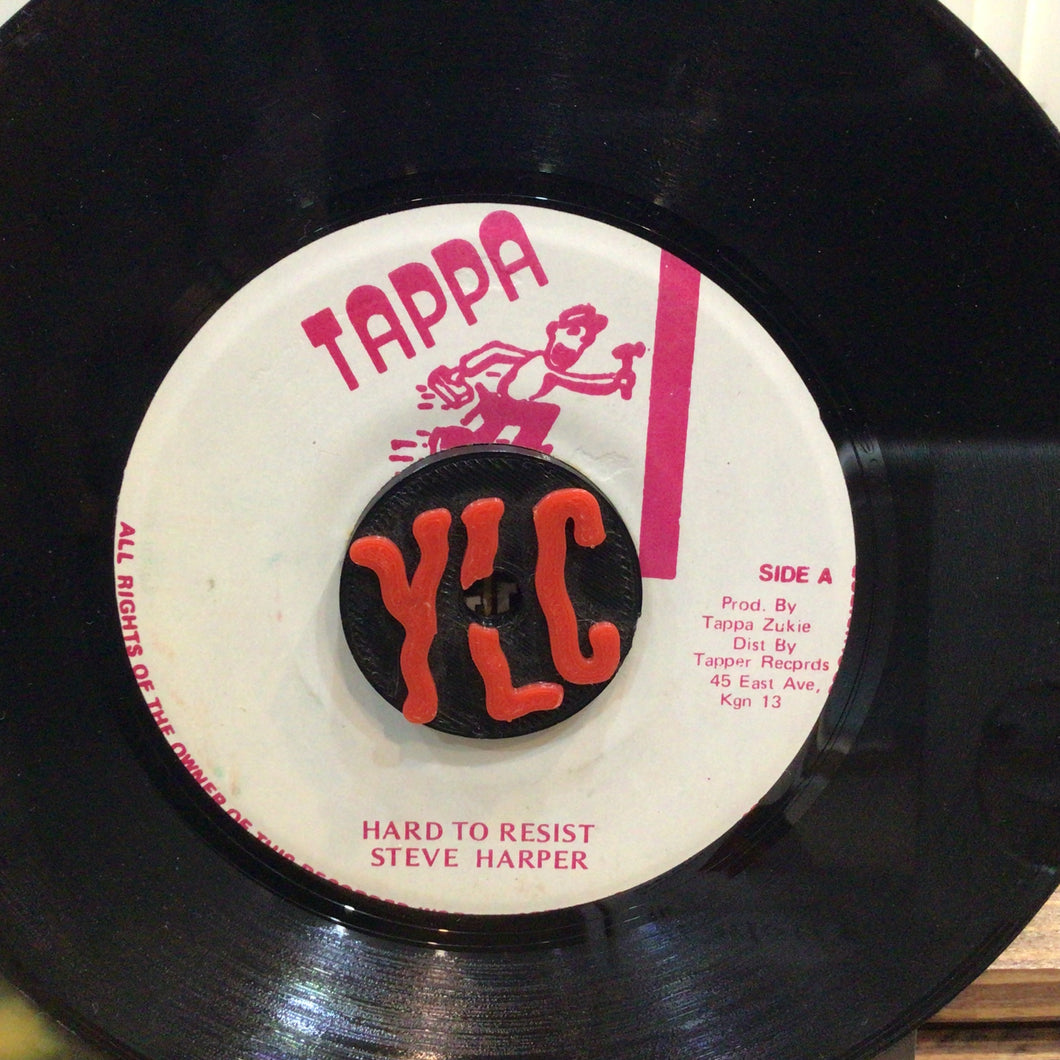 TAPPA
YLC
SIDE A
Prod. By
Tappa Zukie
Dist By
Tapper Recprds
45 East Ave,
Kgn 13
HARD TO RESIST
STEVE HARPER
ALL RIGHTS OF THE OWNER OF THIS